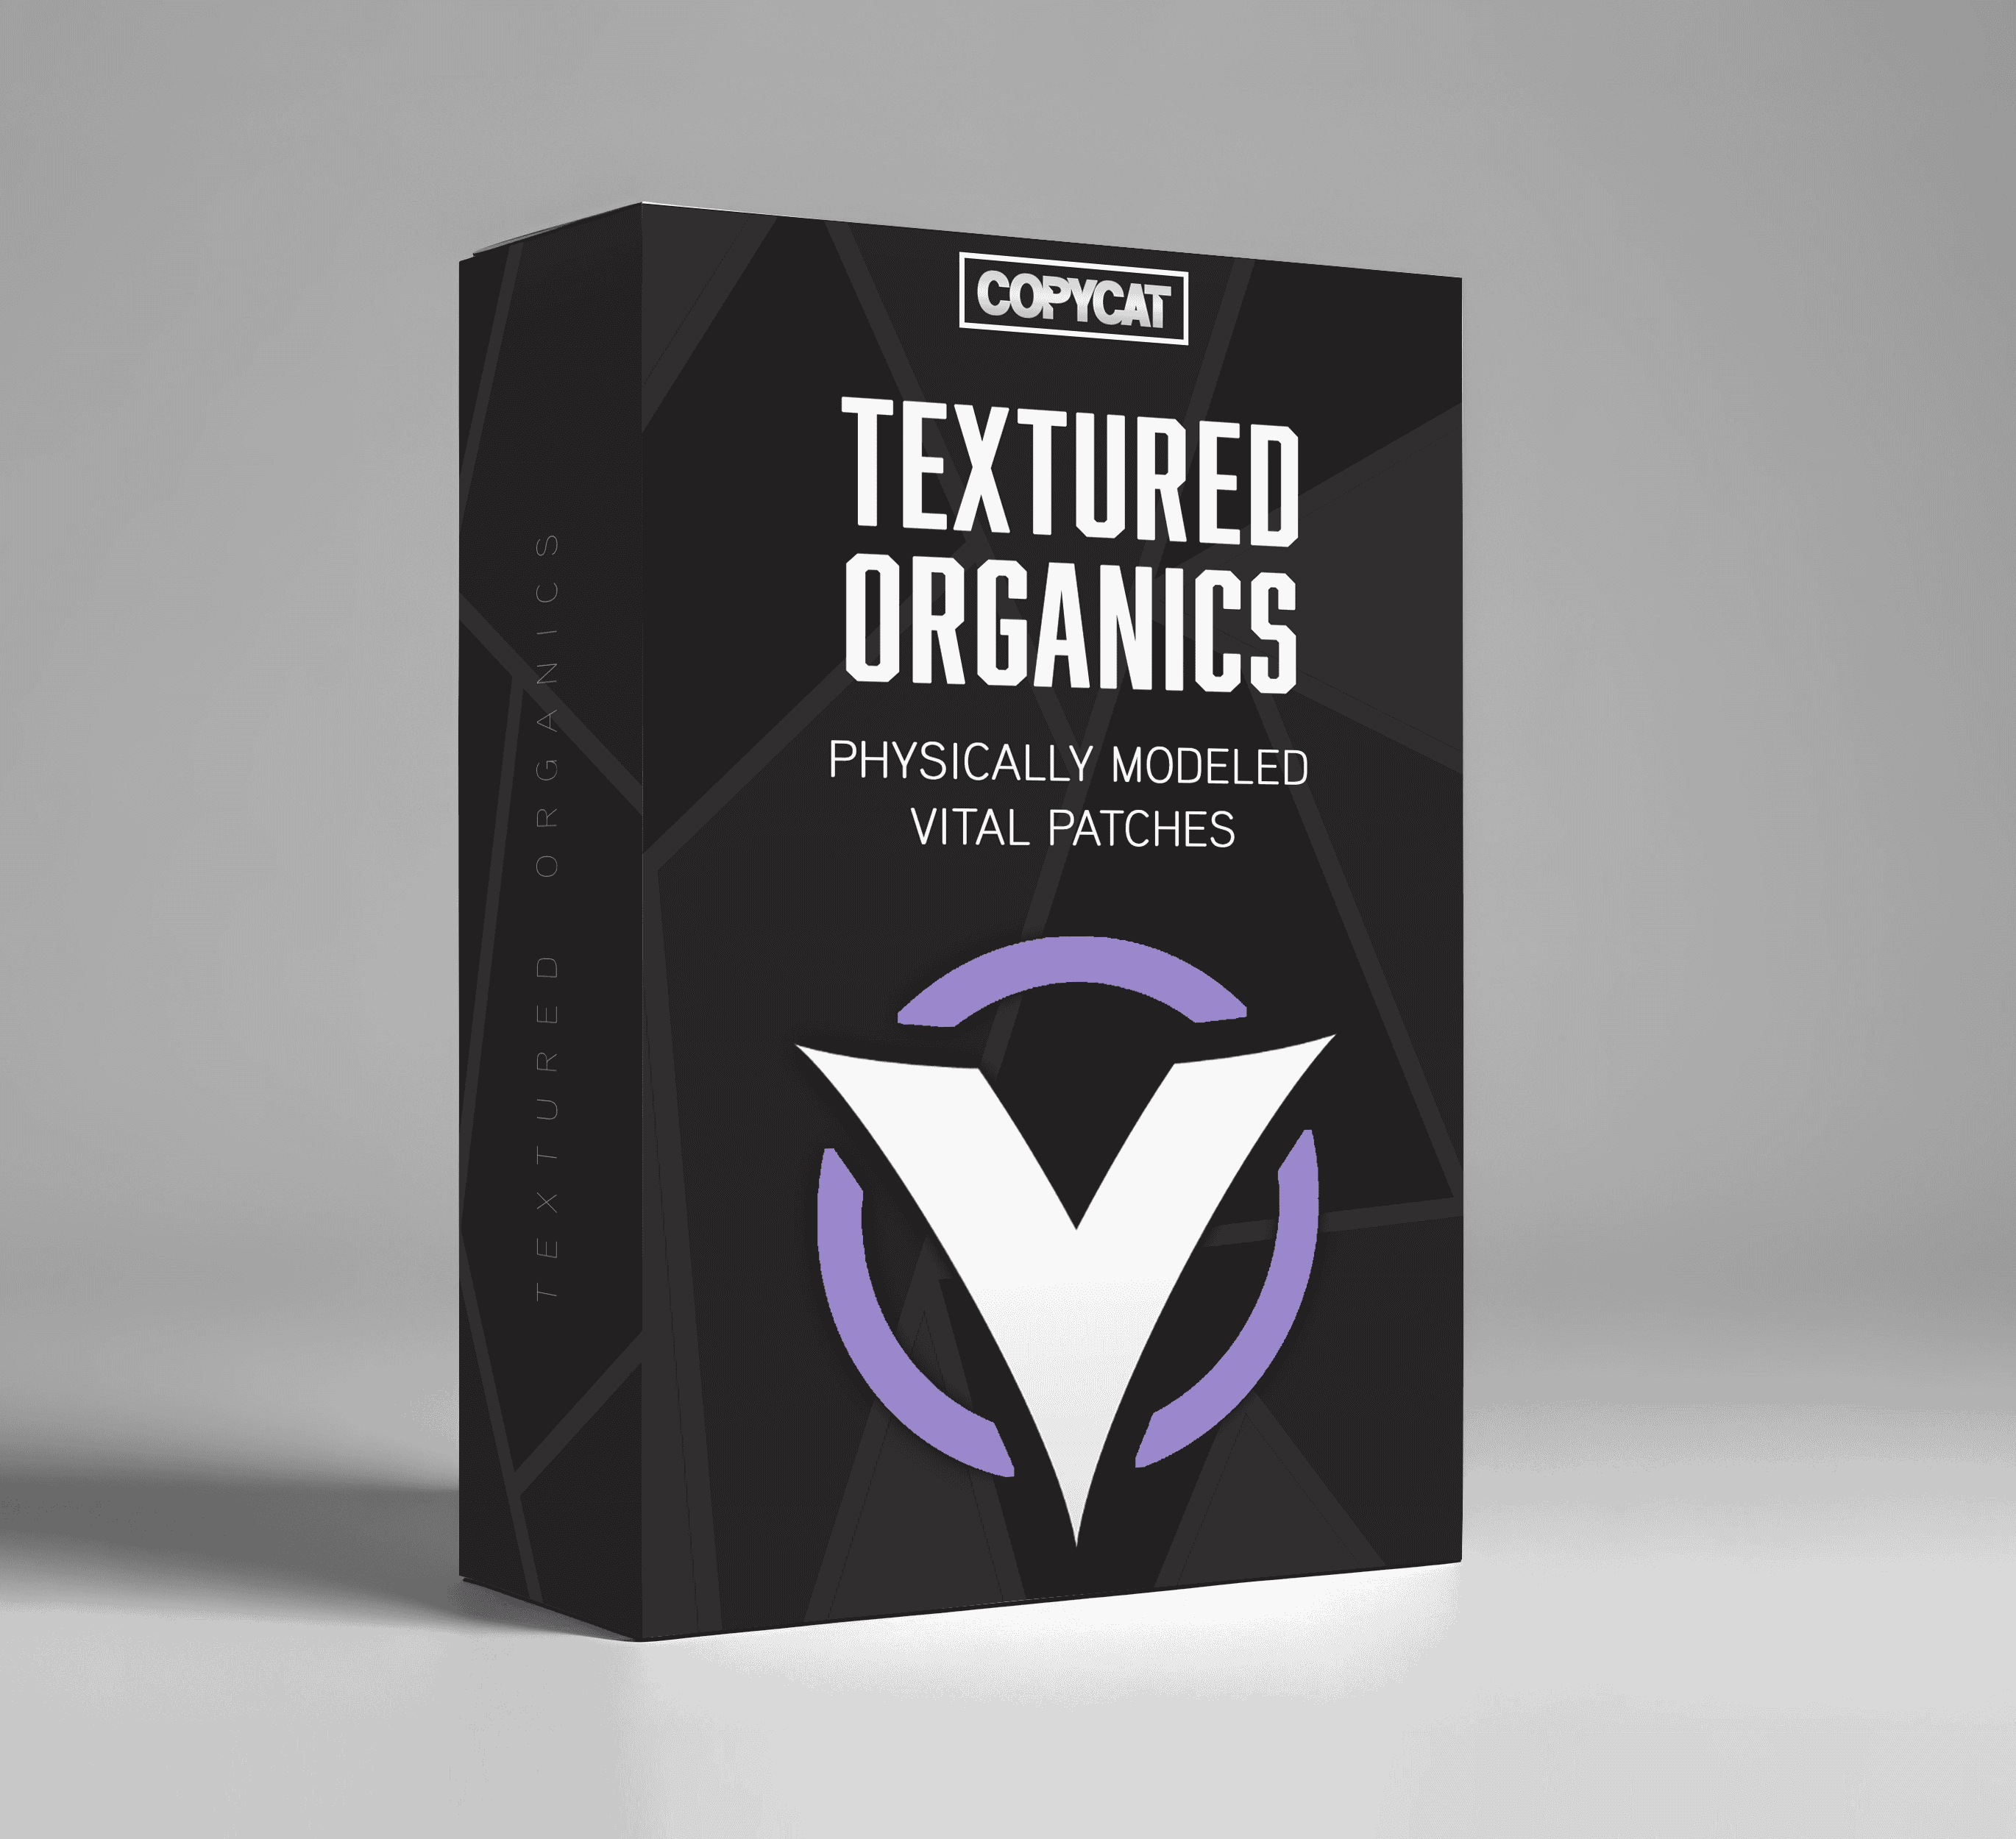 COPYCAT
TEXTURED
ORGANICS
PHYSICALLY MODELED
VITAL PATCHES
TEXTURED ORGANICS